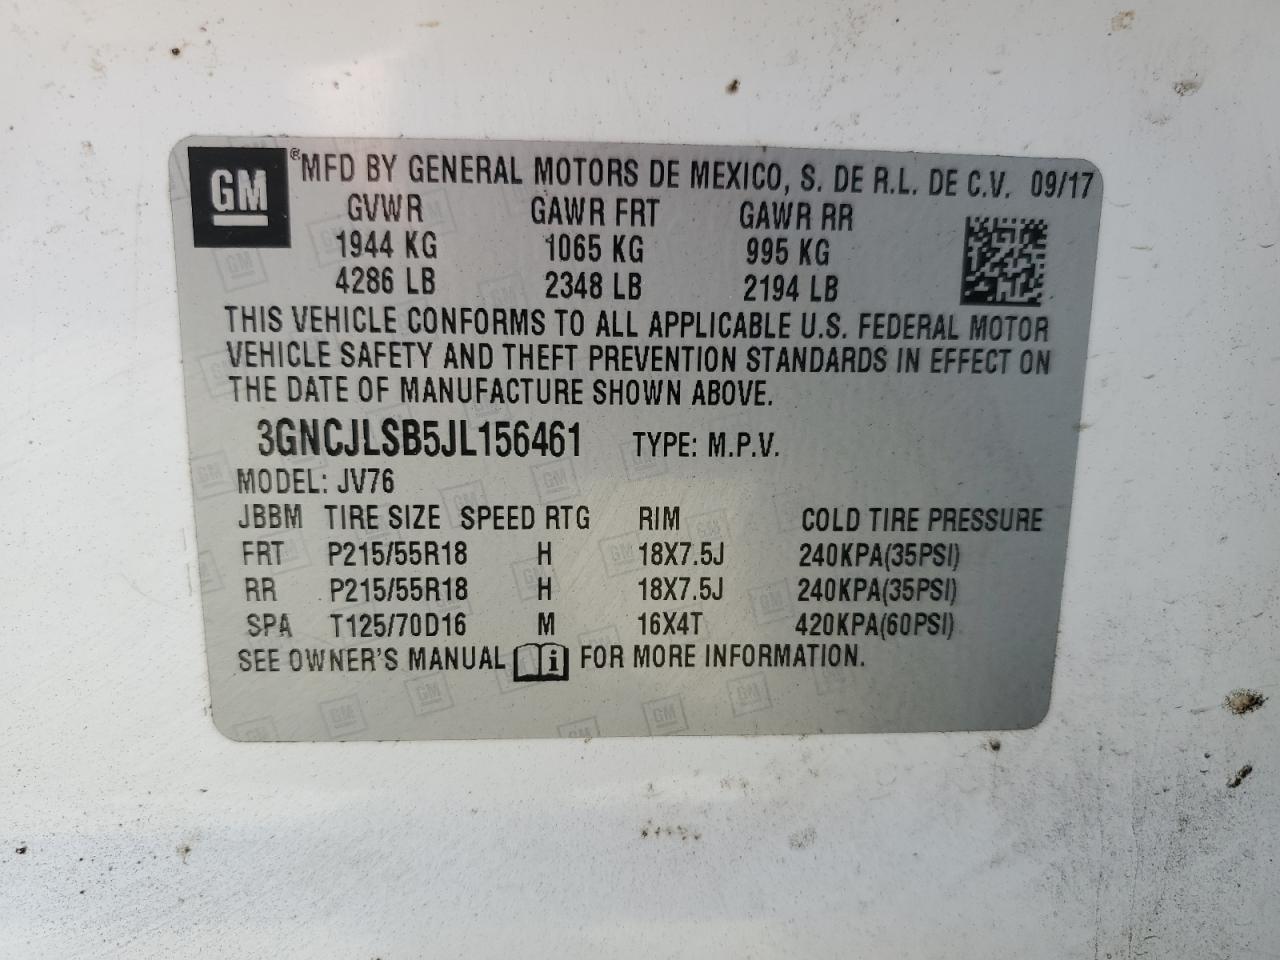 GM ®MFD BY GENERAL MOTORS DE MEXICO, S. DE R.L. DE C.V. 09/17
GVWR GAWR FRT GAWR RR
1944 KG 1065 KG 995 KG
4286 LB 2348 LB 2194 LB
THIS VEHICLE CONFORMS TO ALL APPLICABLE U.S. FEDERAL MOTOR
VEHICLE SAFETY AND THEFT PREVENTION STANDARDS IN EFFECT ON
THE DATE OF MANUFACTURE SHOWN ABOVE.
3GNCJLSB5JL156461 TYPE: M.P.V.
MODEL: JV76
JBBM TIRE SIZE SPEED RTG RIM COLD TIRE PRESSURE
FRT P215/55R18 H 18X7.5J 240KPA(35PSI)
RR P215/55R18 H 18X7.5J 240KPA(35PSI)
SPA T125/70D16 M 16X4T 420KPA(60PSI)
SEE OWNER'S MANUAL i FOR MORE INFORMATION.